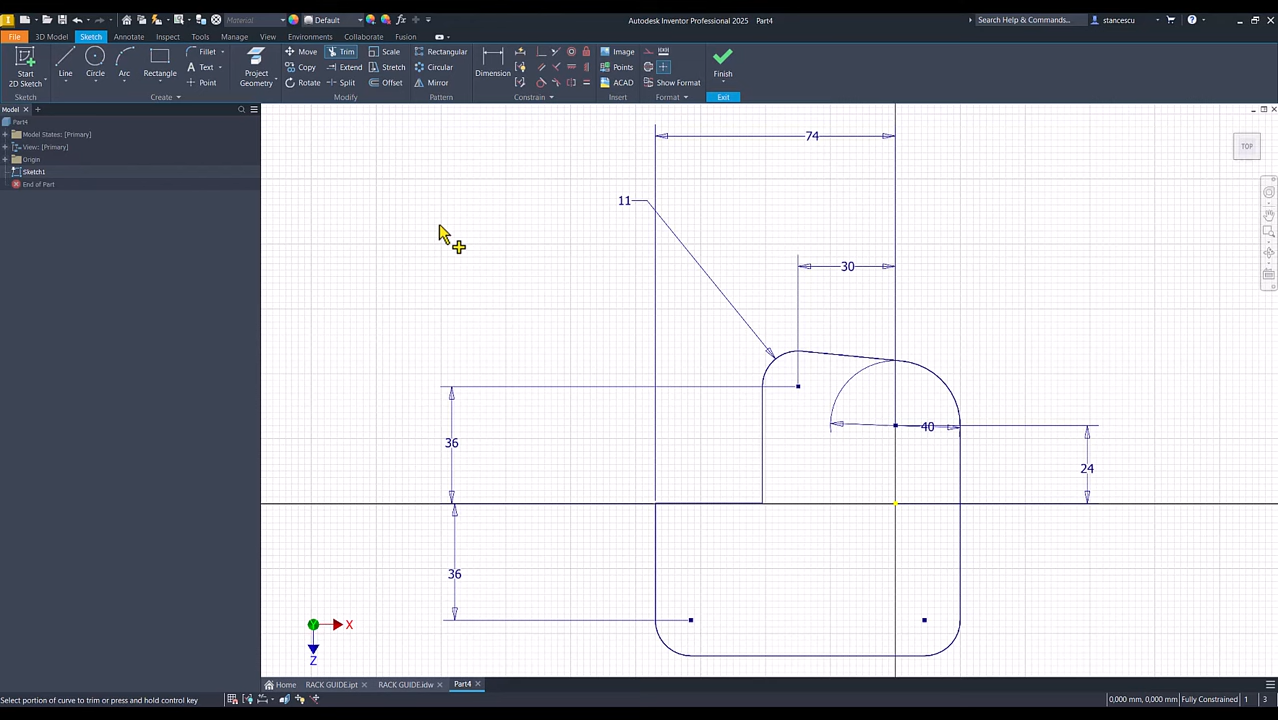 Material
Default
fx
Autodesk Inventor Professional 2025 Part4
Search Help & Commands...
stancescu
File
3D Model
Sketch
Annotate
Inspect
Tools
Manage
View
Environments
Get Started
Collaborate
Fusion
Start
2D Sketch
Line
Circle
Arc
Rectangle
Fillet
Text
Point
Project
Geometry
Move
Copy
Rotate
Trim
Extend
Split
Scale
Stretch
Offset
Rectangular
Circular
Mirror
Dimension
Image
Points
ACAD
Show Format
Finish
Sketch
Create
Modify
Pattern
Constrain
Insert
Format
Exit
Model
Part4
Model States: [Primary]
View: [Primary]
Origin
Sketch1
End of Part
TOP
74
11
30
36
40
24
36
X
Y
Z
Home
RACK GUIDE.ipt
RACK GUIDE.idw
Part4
Select portion of curve to trim or press and hold control key
0,000 mm, 0,000 mm
Fully Constrained
1
3